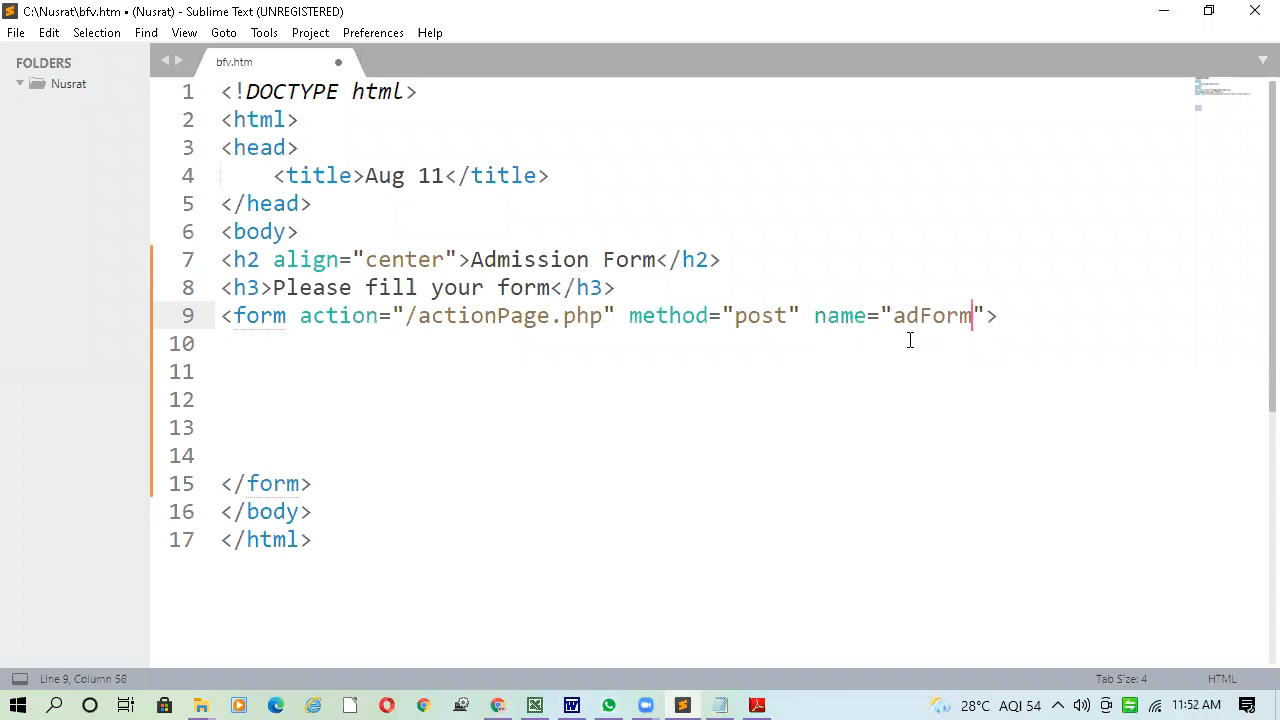 C:\Nusrat\bfv.htm • (Nusrat) - Sublime Text (UNREGISTERED)
File Edit Selection Find View Goto Tools Project Preferences Help
FOLDERS
Nusrat
bfv.htm
1 <!DOCTYPE html>
2 <html>
3 <head>
4 <title>Aug 11</title>
5 </head>
6 <body>
7 <h2 align="center">Admission Form</h2>
8 <h3>Please fill your form</h3>
9 <form action="/actionPage.php" method="post" name="adForm">
10
11
12
13
14
15 </form>
16 </body>
17 </html>
Line 9, Column 56 Tab Size: 4 HTML
28°C AQI 54 11:52 AM